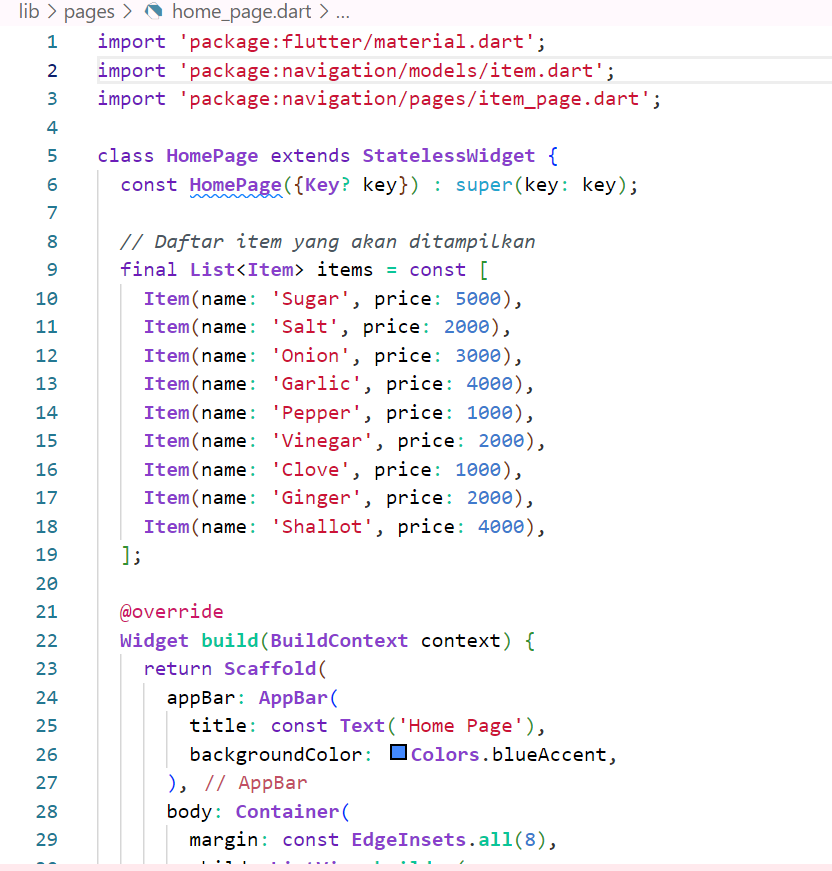 lib > pages > home_page.dart > ...
1 import 'package:flutter/material.dart';
2 import 'package:navigation/models/item.dart';
3 import 'package:navigation/pages/item_page.dart';
4
5 class HomePage extends StatelessWidget {
6 const HomePage({Key? key}) : super(key: key);
7
8 // Daftar item yang akan ditampilkan
9 final List<Item> items = const [
10 Item(name: 'Sugar', price: 5000),
11 Item(name: 'Salt', price: 2000),
12 Item(name: 'Onion', price: 3000),
13 Item(name: 'Garlic', price: 4000),
14 Item(name: 'Pepper', price: 1000),
15 Item(name: 'Vinegar', price: 2000),
16 Item(name: 'Clove', price: 1000),
17 Item(name: 'Ginger', price: 2000),
18 Item(name: 'Shallot', price: 4000),
19 ];
20
21 @override
22 Widget build(BuildContext context) {
23 return Scaffold(
24 appBar: AppBar(
25 title: const Text('Home Page'),
26 backgroundColor: Colors.blueAccent,
27 ), // AppBar
28 body: Container(
29 margin: const EdgeInsets.all(8),